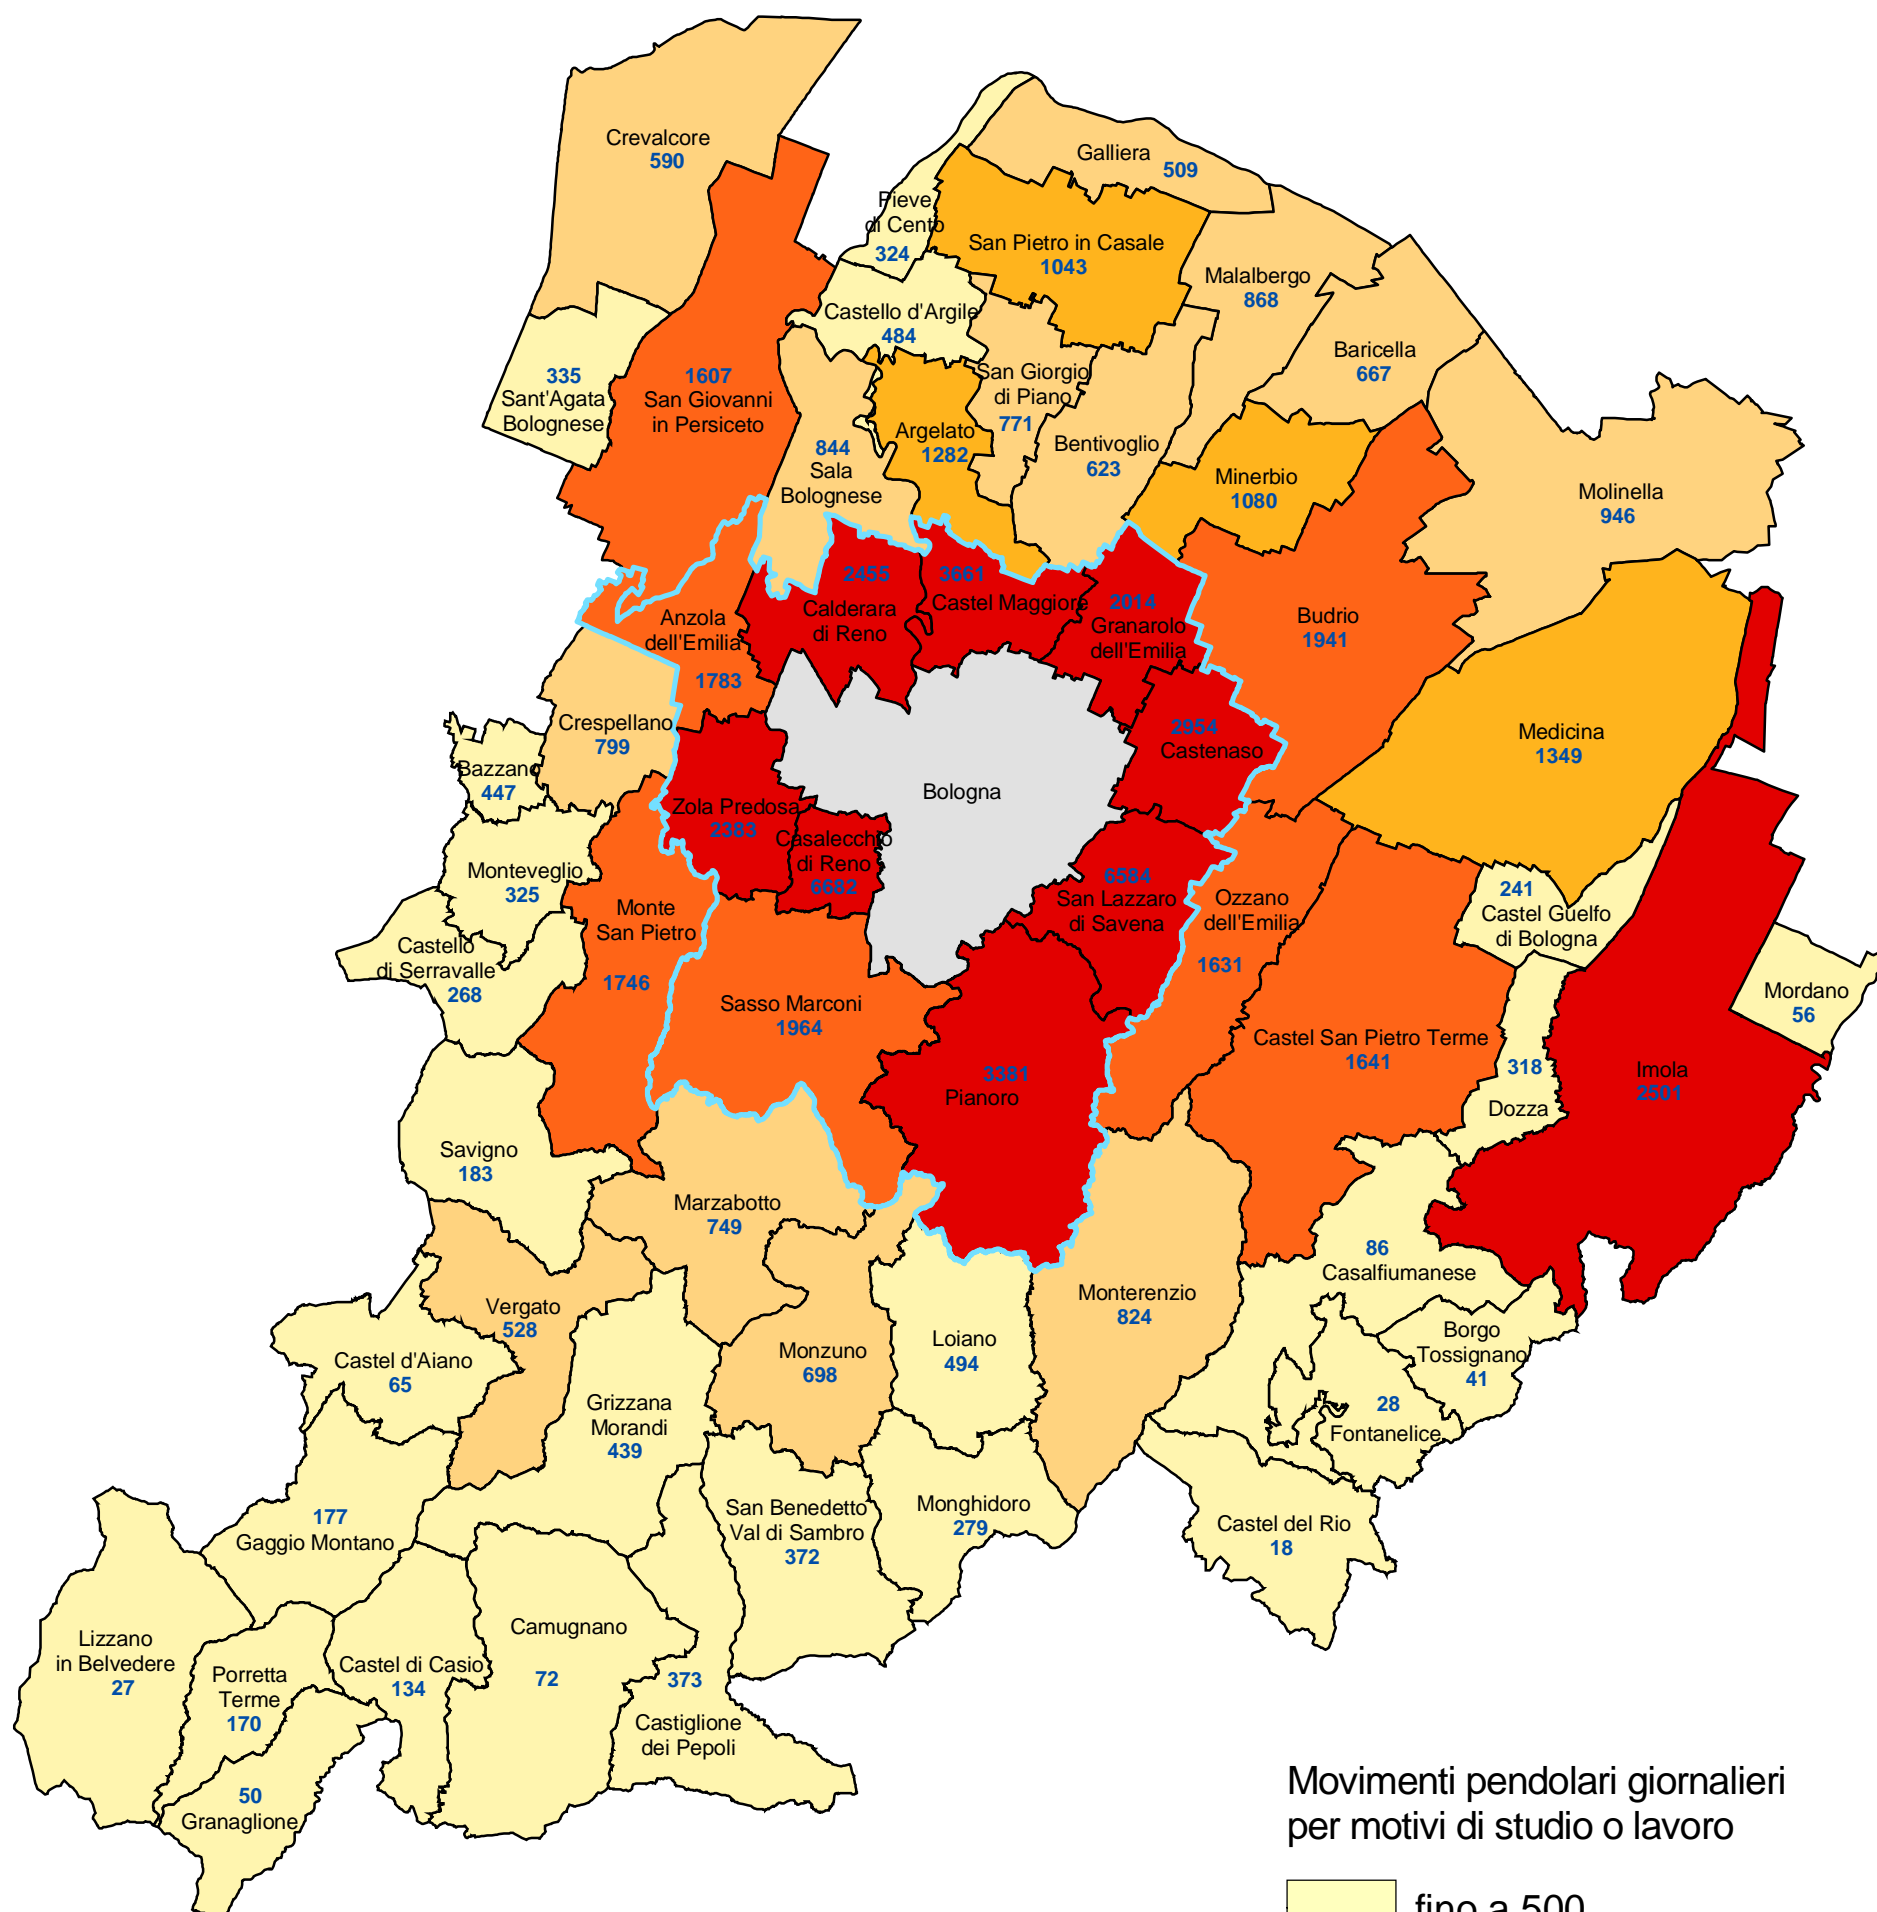 Crevalcore
590
Galliera
509
Pieve
di Cento
324
San Pietro in Casale
1043
Malalbergo
868
Castello d'Argile
484
Baricella
667
335
Sant'Agata
Bolognese
1607
San Giovanni
in Persiceto
San Giorgio
di Piano
771
Argelato
1282
Bentivoglio
623
844
Sala
Bolognese
Minerbio
1080
Molinella
946
2455
Calderara
di Reno
3661
Castel Maggiore
2014
Granarolo
dell'Emilia
Budrio
1941
Anzola
dell'Emilia
1783
Crespellano
799
2954
Castenaso
Medicina
1349
Bazzano
447
Bologna
Zola Predosa
2383
Casalecchio
di Reno
6682
Monteveglio
325
6584
San Lazzaro
di Savena
Ozzano
dell'Emilia
1631
241
Castel Guelfo
di Bologna
Monte
San Pietro
1746
Castello
di Serravalle
268
Mordano
56
Sasso Marconi
1964
Castel San Pietro Terme
1641
318
Dozza
Imola
2501
3381
Pianoro
Savigno
183
Marzabotto
749
86
Casalfiumanese
Vergato
528
Monterenzio
824
Borgo
Tossignano
41
Loiano
494
Monzuno
698
Castel d'Aiano
65
Grizzana
Morandi
439
28
Fontanelice
177
Gaggio Montano
San Benedetto
Val di Sambro
372
Monghidoro
279
Castel del Rio
18
Lizzano
in Belvedere
27
Porretta
Terme
170
Castel di Casio
134
Camugnano
72
373
Castiglione
dei Pepoli
50
Granaglione
Movimenti pendolari giornalieri
per motivi di studio o lavoro
fino a 500